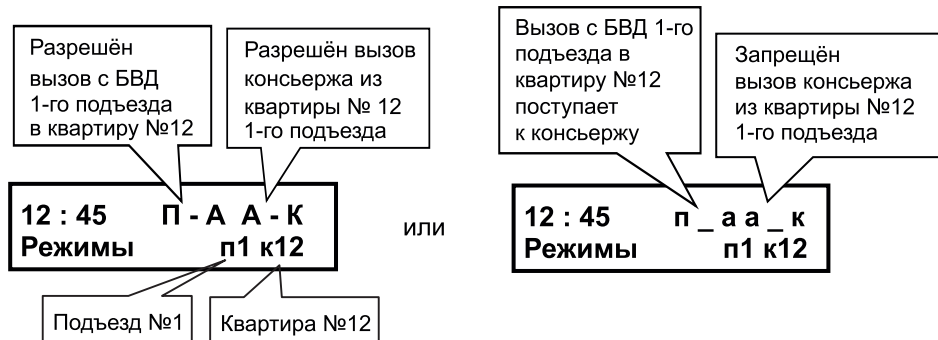 Разрешён
вызов с БВД
1-го подъезда
в квартиру №12
Разрешён вызов
консьержа из
квартиры № 12
1-го подъезда
12 : 45 П - А А - К
Режимы п1 к12
Подъезд №1
Квартира №12
или
Вызов с БВД 1-го
подъезда в
квартиру №12
поступает
к консьержу
Запрещён
вызов консьержа
из квартиры №12
1-го подъезда
12 : 45 п _ а а _ к
Режимы п1 к12